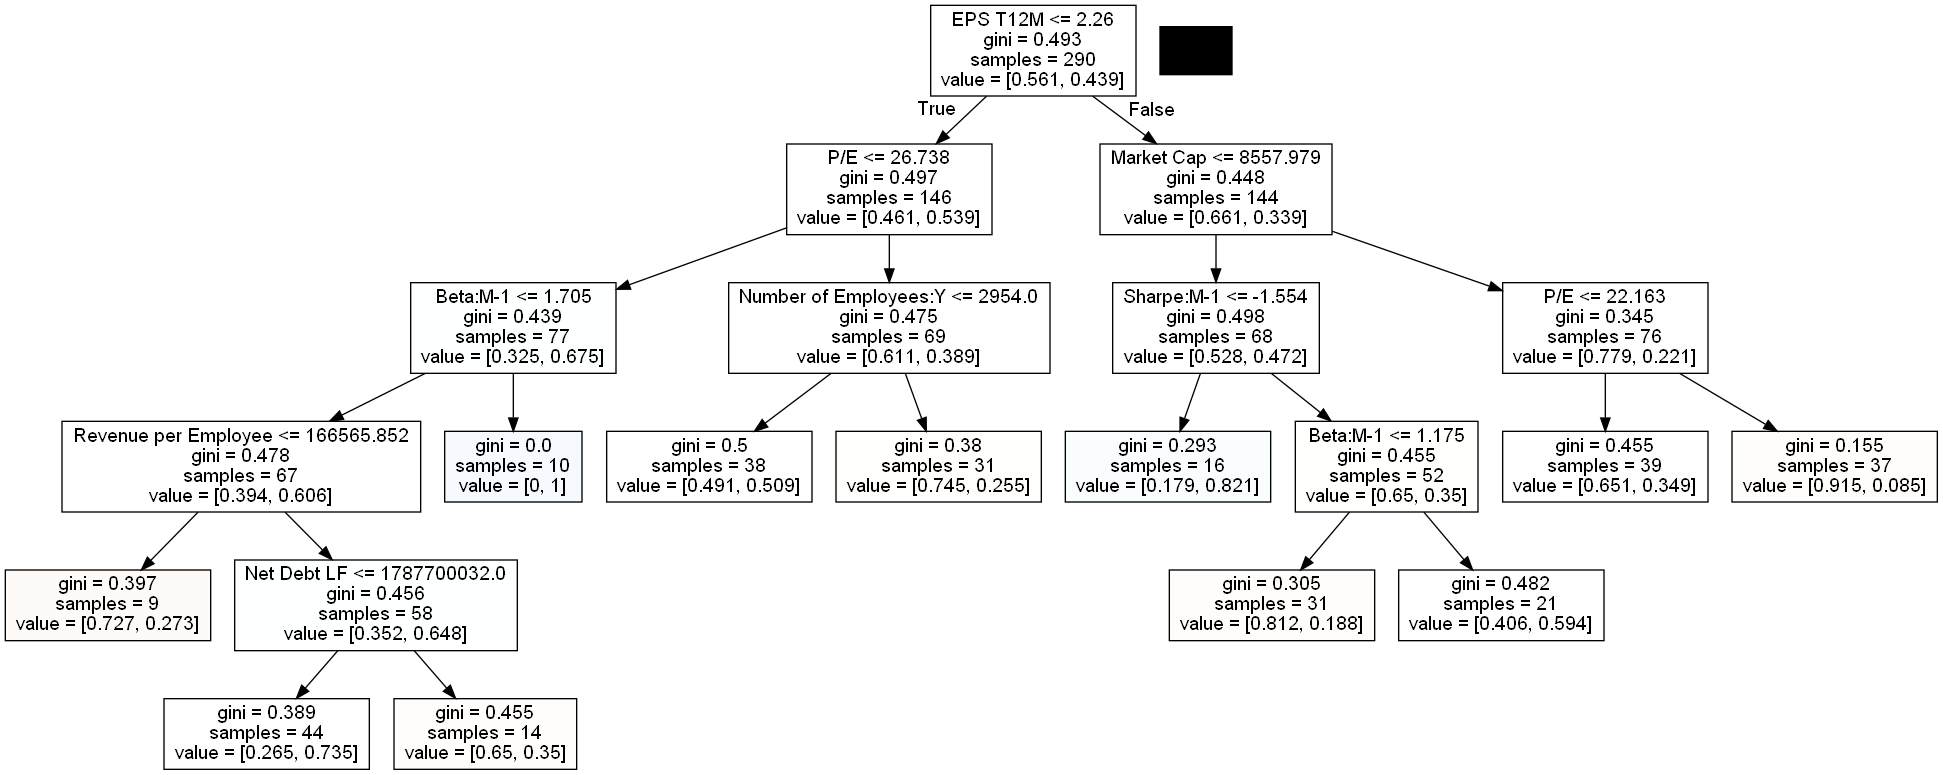 EPS T12M <= 2.26
gini = 0.493
samples = 290
value = [0.561, 0.439]
True
False
P/E <= 26.738
gini = 0.497
samples = 146
value = [0.461, 0.539]
Market Cap <= 8557.979
gini = 0.448
samples = 144
value = [0.661, 0.339]
Beta:M-1 <= 1.705
gini = 0.439
samples = 77
value = [0.325, 0.675]
Number of Employees:Y <= 2954.0
gini = 0.475
samples = 69
value = [0.611, 0.389]
Sharpe:M-1 <= -1.554
gini = 0.498
samples = 68
value = [0.528, 0.472]
P/E <= 22.163
gini = 0.345
samples = 76
value = [0.779, 0.221]
Revenue per Employee <= 166565.852
gini = 0.478
samples = 67
value = [0.394, 0.606]
gini = 0.0
samples = 10
value = [0, 1]
gini = 0.5
samples = 38
value = [0.491, 0.509]
gini = 0.38
samples = 31
value = [0.745, 0.255]
gini = 0.293
samples = 16
value = [0.179, 0.821]
Beta:M-1 <= 1.175
gini = 0.455
samples = 52
value = [0.65, 0.35]
gini = 0.455
samples = 39
value = [0.651, 0.349]
gini = 0.155
samples = 37
value = [0.915, 0.085]
gini = 0.397
samples = 9
value = [0.727, 0.273]
Net Debt LF <= 1787700032.0
gini = 0.456
samples = 58
value = [0.352, 0.648]
gini = 0.305
samples = 31
value = [0.812, 0.188]
gini = 0.482
samples = 21
value = [0.406, 0.594]
gini = 0.389
samples = 44
value = [0.265, 0.735]
gini = 0.455
samples = 14
value = [0.65, 0.35]